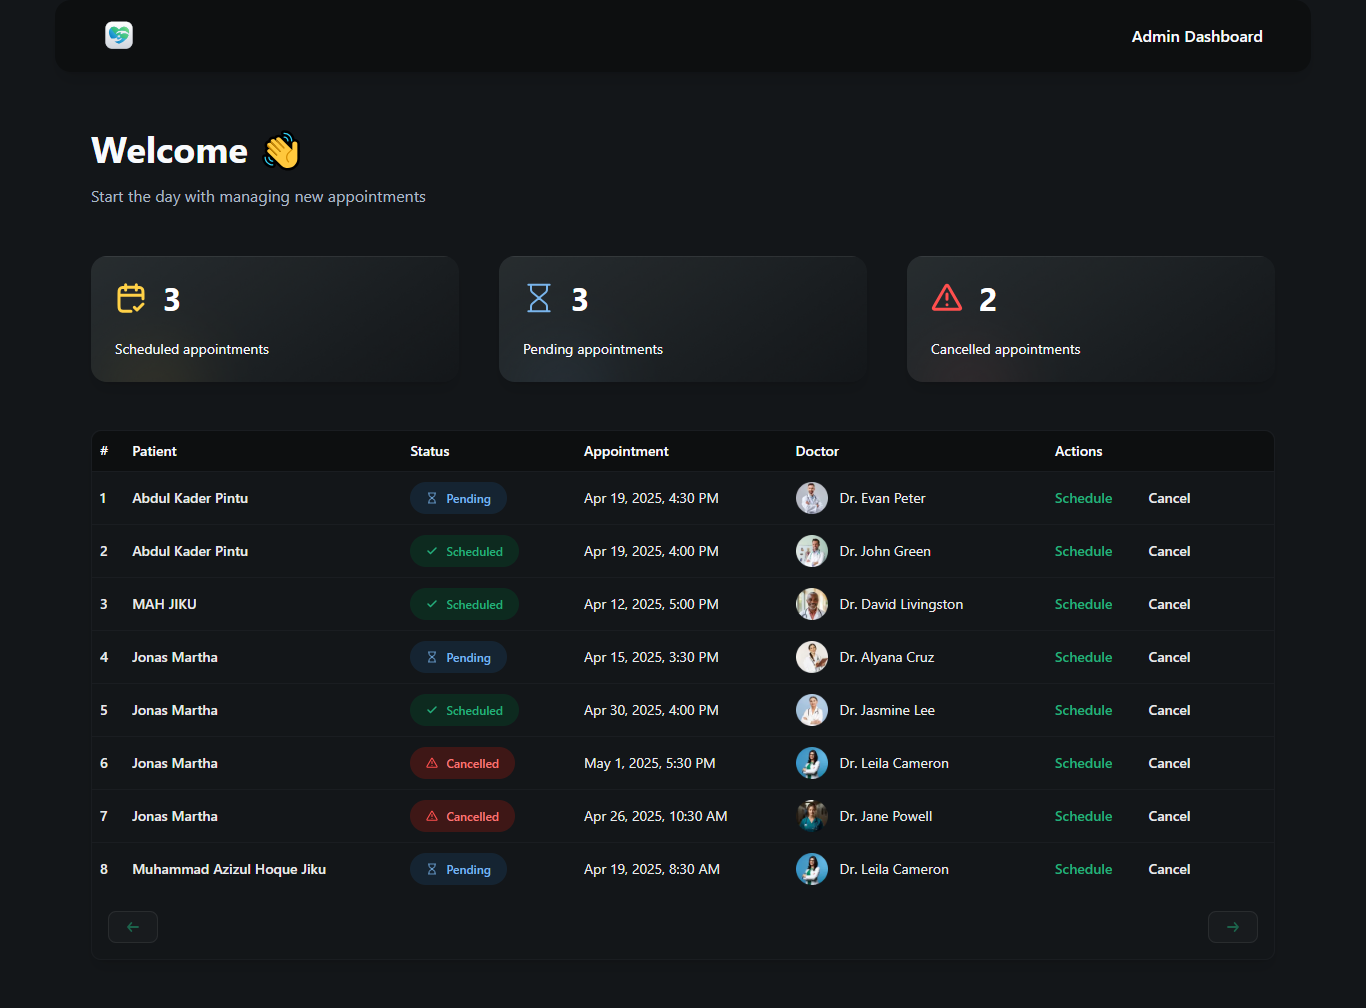 Admin Dashboard
Welcome 👋
Start the day with managing new appointments
3
Scheduled appointments
3
Pending appointments
2
Cancelled appointments
# Patient Status Appointment Doctor Actions
1 Abdul Kader Pintu Pending Apr 19, 2025, 4:30 PM Dr. Evan Peter Schedule Cancel
2 Abdul Kader Pintu Scheduled Apr 19, 2025, 4:00 PM Dr. John Green Schedule Cancel
3 MAH JIKU Scheduled Apr 12, 2025, 5:00 PM Dr. David Livingston Schedule Cancel
4 Jonas Martha Pending Apr 15, 2025, 3:30 PM Dr. Alyana Cruz Schedule Cancel
5 Jonas Martha Scheduled Apr 30, 2025, 4:00 PM Dr. Jasmine Lee Schedule Cancel
6 Jonas Martha Cancelled May 1, 2025, 5:30 PM Dr. Leila Cameron Schedule Cancel
7 Jonas Martha Cancelled Apr 26, 2025, 10:30 AM Dr. Jane Powell Schedule Cancel
8 Muhammad Azizul Hoque Jiku Pending Apr 19, 2025, 8:30 AM Dr. Leila Cameron Schedule Cancel